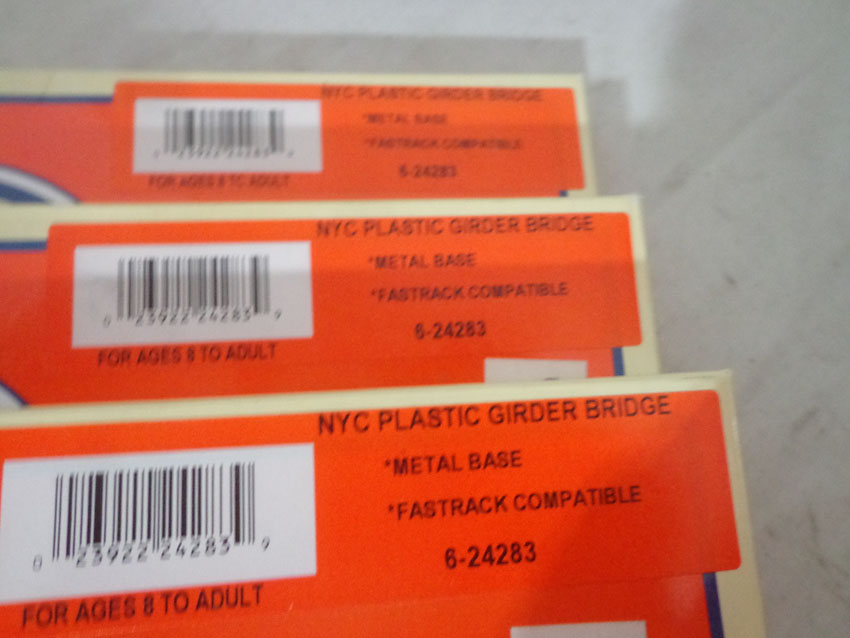 NYC PLASTIC GIRDER BRIDGE
*METAL BASE
*FASTRACK COMPATIBLE
0 23922 24283 9
6-24283
FOR AGES 8 TO ADULT
NYC PLASTIC GIRDER BRIDGE
*METAL BASE
*FASTRACK COMPATIBLE
0 23922 24283 9
6-24283
FOR AGES 8 TO ADULT
NYC PLASTIC GIRDER BRIDGE
*METAL BASE
*FASTRACK COMPATIBLE
6-24283
0 23922 24283 9
FOR AGES 8 TO ADULT